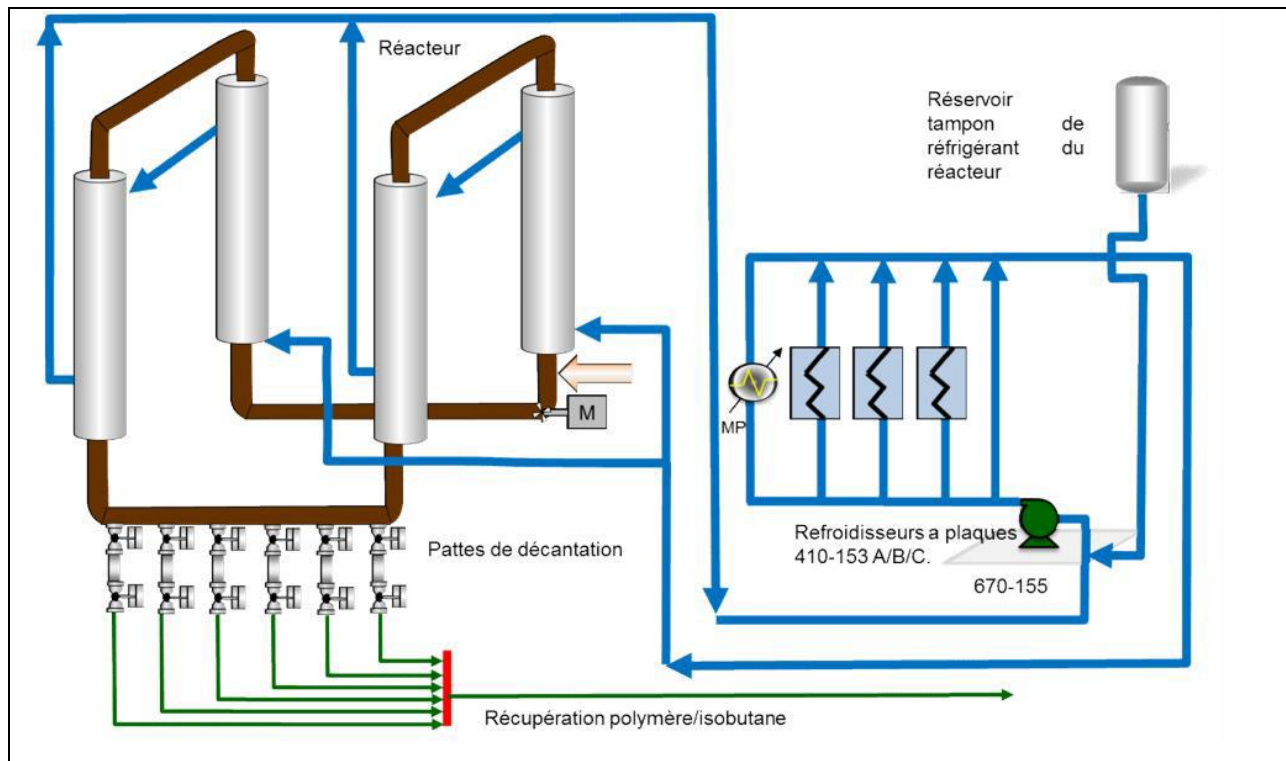 Réacteur
Réservoir
tampon de
réfrigérant du
réacteur
MP
M
Refroidisseurs a plaques
410-153 A/B/C.
670-155
Pattes de décantation
Récupération polymère/isobutane